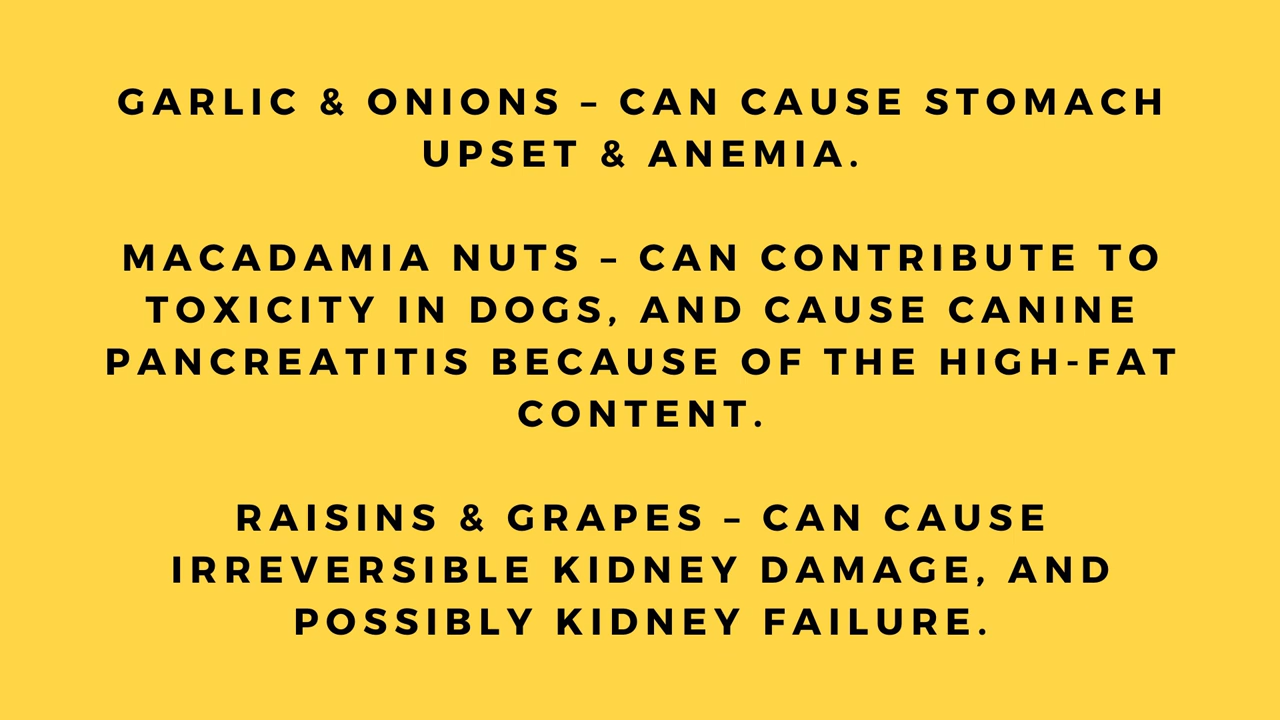 GARLIC & ONIONS – CAN CAUSE STOMACH
UPSET & ANEMIA.
MACADAMIA NUTS – CAN CONTRIBUTE TO
TOXICITY IN DOGS, AND CAUSE CANINE
PANCREATITIS BECAUSE OF THE HIGH-FAT
CONTENT.
RAISINS & GRAPES – CAN CAUSE
IRREVERSIBLE KIDNEY DAMAGE, AND
POSSIBLY KIDNEY FAILURE.